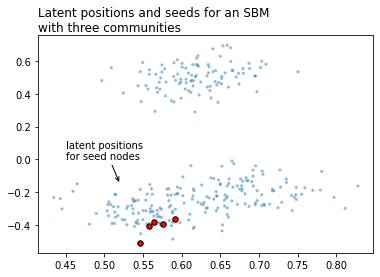 Latent positions and seeds for an SBM
with three communities
0.6
0.4
0.2
latent positions
for seed nodes
0.0
−0.2
−0.4
0.45 0.50 0.55 0.60 0.65 0.70 0.75 0.80